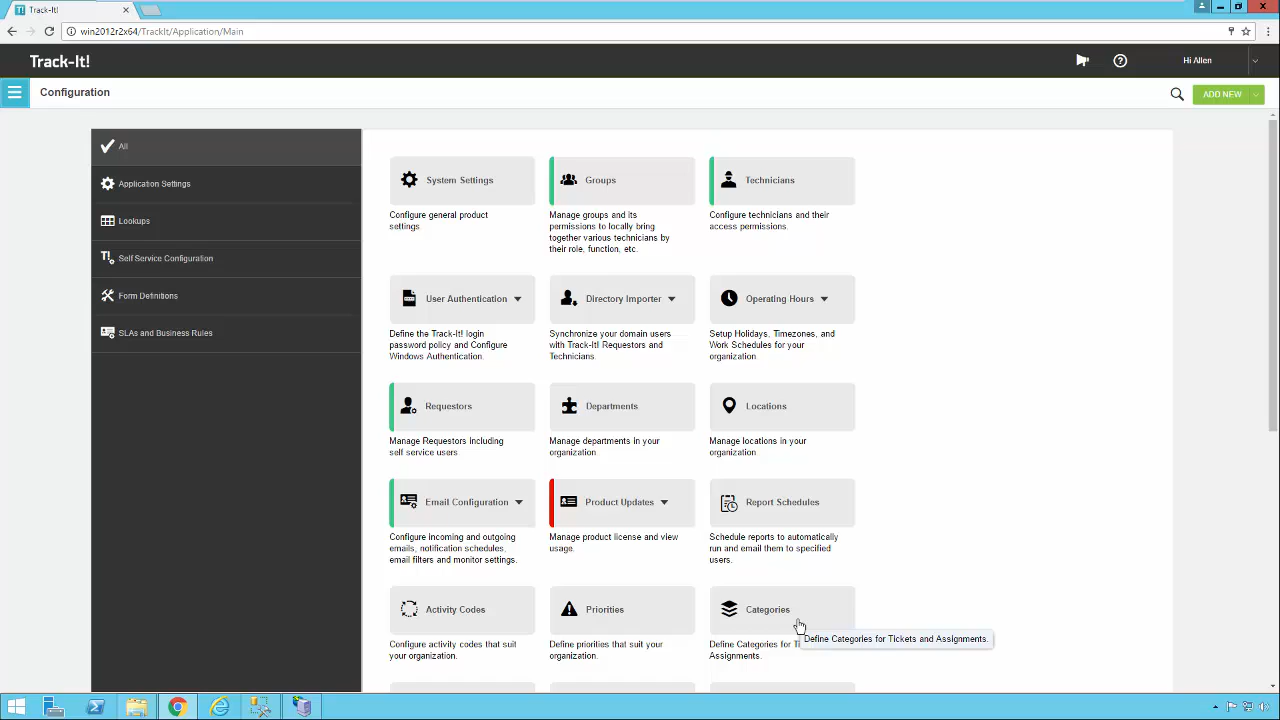 Track-It!
win2012r2x64/TrackIt/Application/Main
Track-It!
Hi Allen
Configuration
ADD NEW
All
Application Settings
Lookups
Self Service Configuration
Form Definitions
SLAs and Business Rules
System Settings
Configure general product
settings
Groups
Manage groups and its
permissions to locally bring
together various technicians by
their role, function, etc.
Technicians
Configure technicians and their
access permissions.
User Authentication
Define the Track-It! login
password policy and Configure
Windows Authentication.
Directory Importer
Synchronize your domain users
with Track-It! Requestors and
Technicians
Operating Hours
Setup Holidays, Timezones, and
Work Schedules for your
organization.
Requestors
Manage Requestors including
self service users
Departments
Manage departments in your
organization
Locations
Manage locations in your
organization
Email Configuration
Configure incoming and outgoing
emails, notification schedules,
email filters and monitor settings.
Product Updates
Manage product license and view
usage.
Report Schedules
Schedule reports to automatically
run and email them to specified
users.
Activity Codes
Configure activity codes that suit
your organization.
Priorities
Define priorities that suit your
organization.
Categories
Define Categories for Ti
Assignments.
Define Categories for Tickets and Assignments.